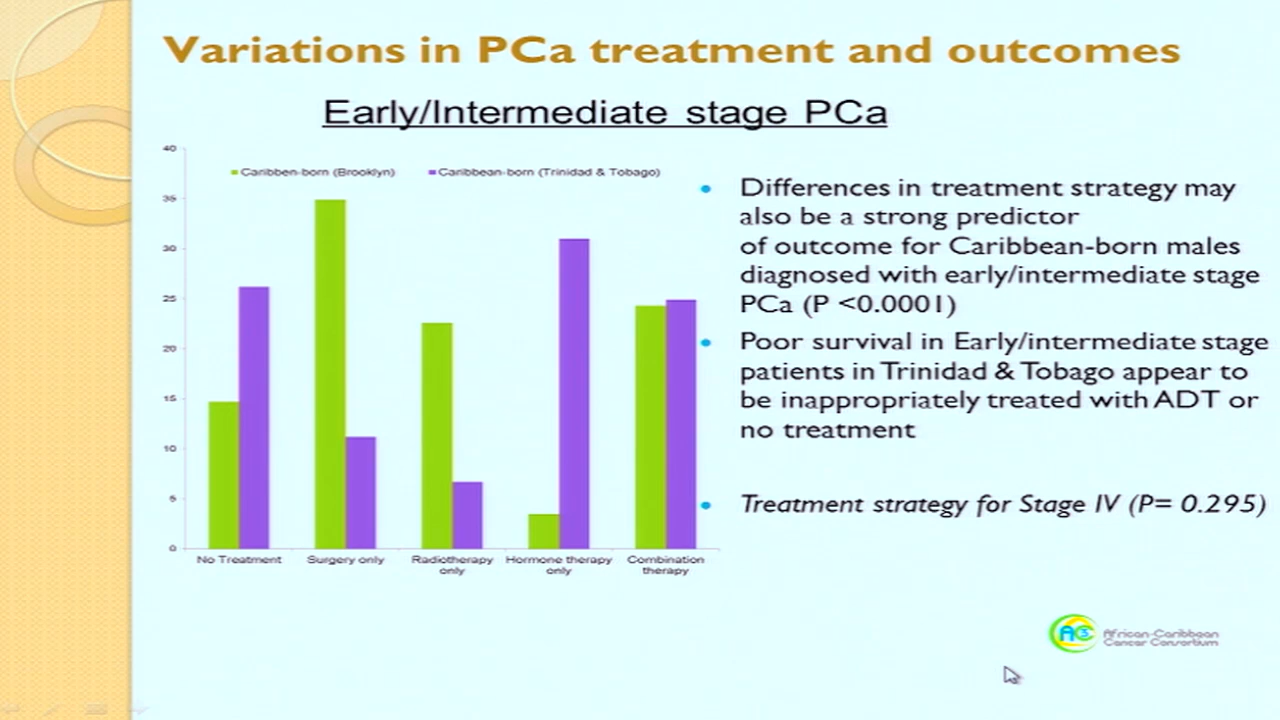 Variations in PCa treatment and outcomes
Early/Intermediate stage PCa
40
35
30
25
20
15
10
5
0
Caribben-born (Brooklyn)
Caribbean-born (Trinidad & Tobago)
No Treatment
Surgery only
Radiotherapy
only
Hormone therapy
only
Combination
therapy
Differences in treatment strategy may
also be a strong predictor
of outcome for Caribbean-born males
diagnosed with early/intermediate stage
PCa (P <0.0001)
Poor survival in Early/intermediate stage
patients in Trinidad & Tobago appear to
be inappropriately treated with ADT or
no treatment
Treatment strategy for Stage IV (P= 0.295)
AC3
African-Caribbean
Cancer Consortium